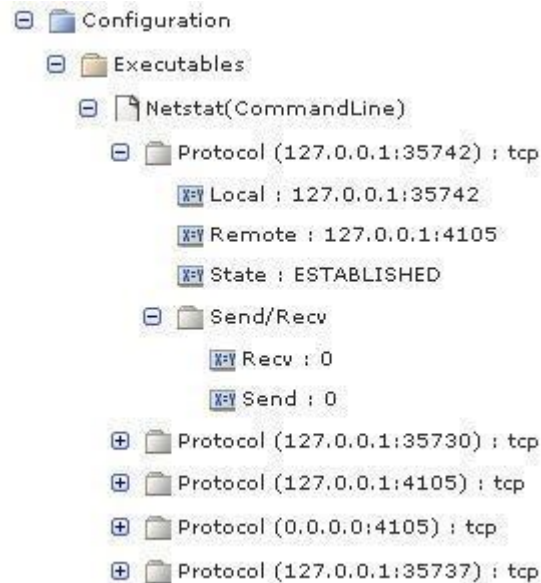 Configuration
Executables
Netstat(CommandLine)
Protocol (127.0.0.1:35742) : tcp
X=Y Local : 127.0.0.1:35742
X=Y Remote : 127.0.0.1:4105
X=Y State : ESTABLISHED
Send/Recv
X=Y Recv : 0
X=Y Send : 0
Protocol (127.0.0.1:35730) : tcp
Protocol (127.0.0.1:4105) : tcp
Protocol (0.0.0.0:4105) : tcp
Protocol (127.0.0.1:35737) : tcp